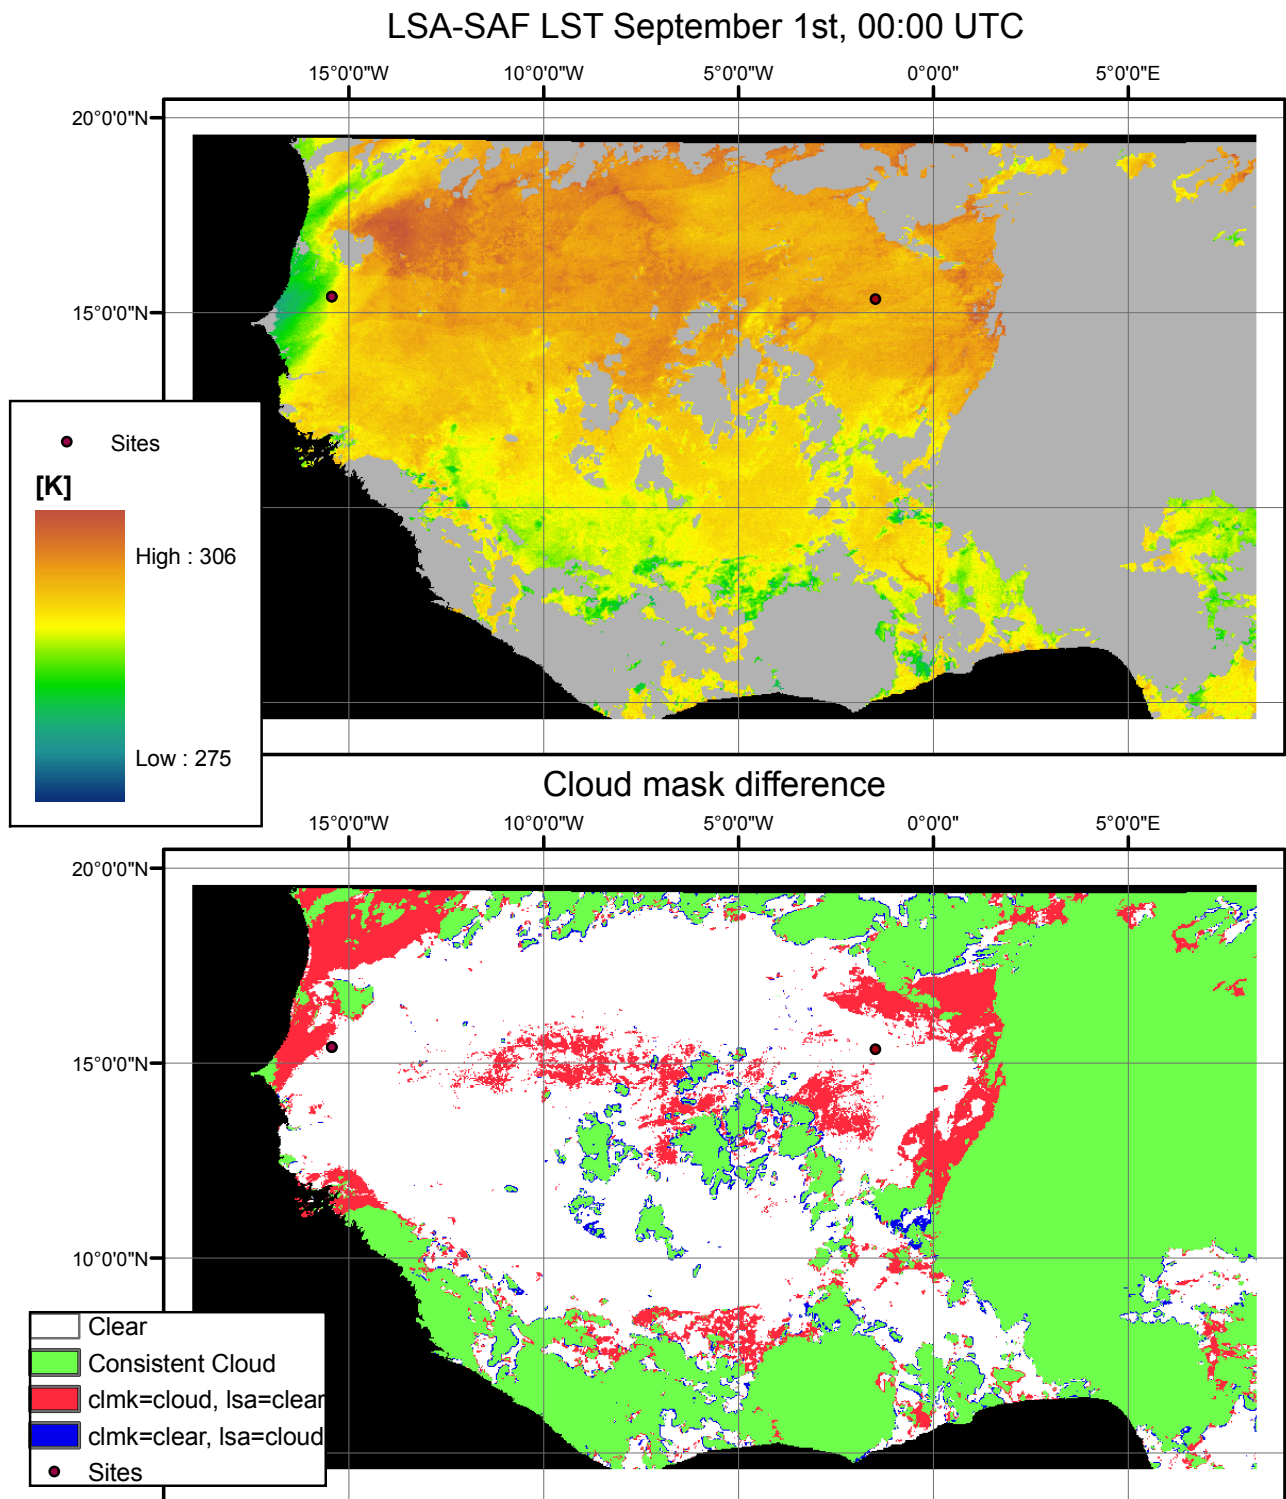 LSA-SAF LST September 1st, 00:00 UTC
15°0'0"W 10°0'0"W 5°0'0"W 0°0'0" 5°0'0"E
20°0'0"N
15°0'0"N
Sites
[K]
High : 306
Low : 275
Cloud mask difference
15°0'0"W 10°0'0"W 5°0'0"W 0°0'0" 5°0'0"E
20°0'0"N
15°0'0"N
10°0'0"N
Clear
Consistent Cloud
clmk=cloud, lsa=clear
clmk=clear, lsa=cloud
Sites